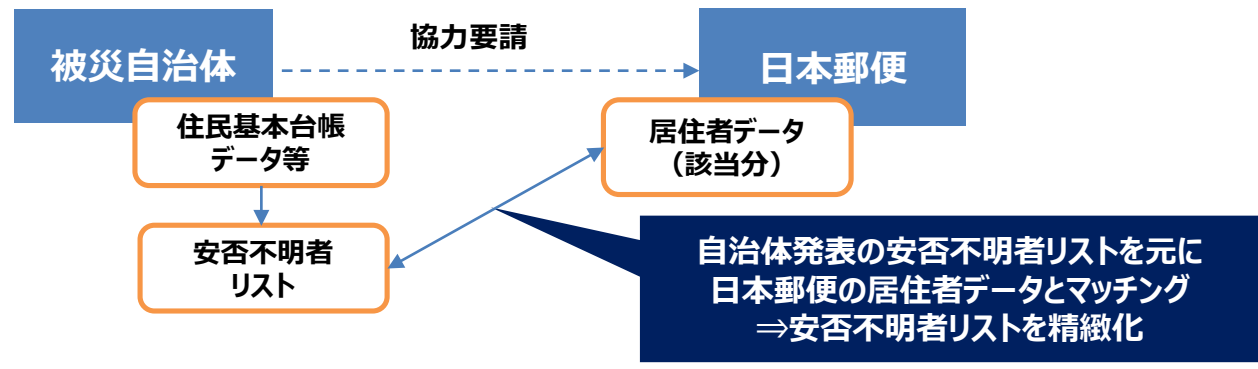 被災自治体
協力要請
日本郵便
住民基本台帳
データ等
居住者データ
（該当分）
安否不明者
リスト
自治体発表の安否不明者リストを元に
日本郵便の居住者データとマッチング
⇒安否不明者リストを精緻化